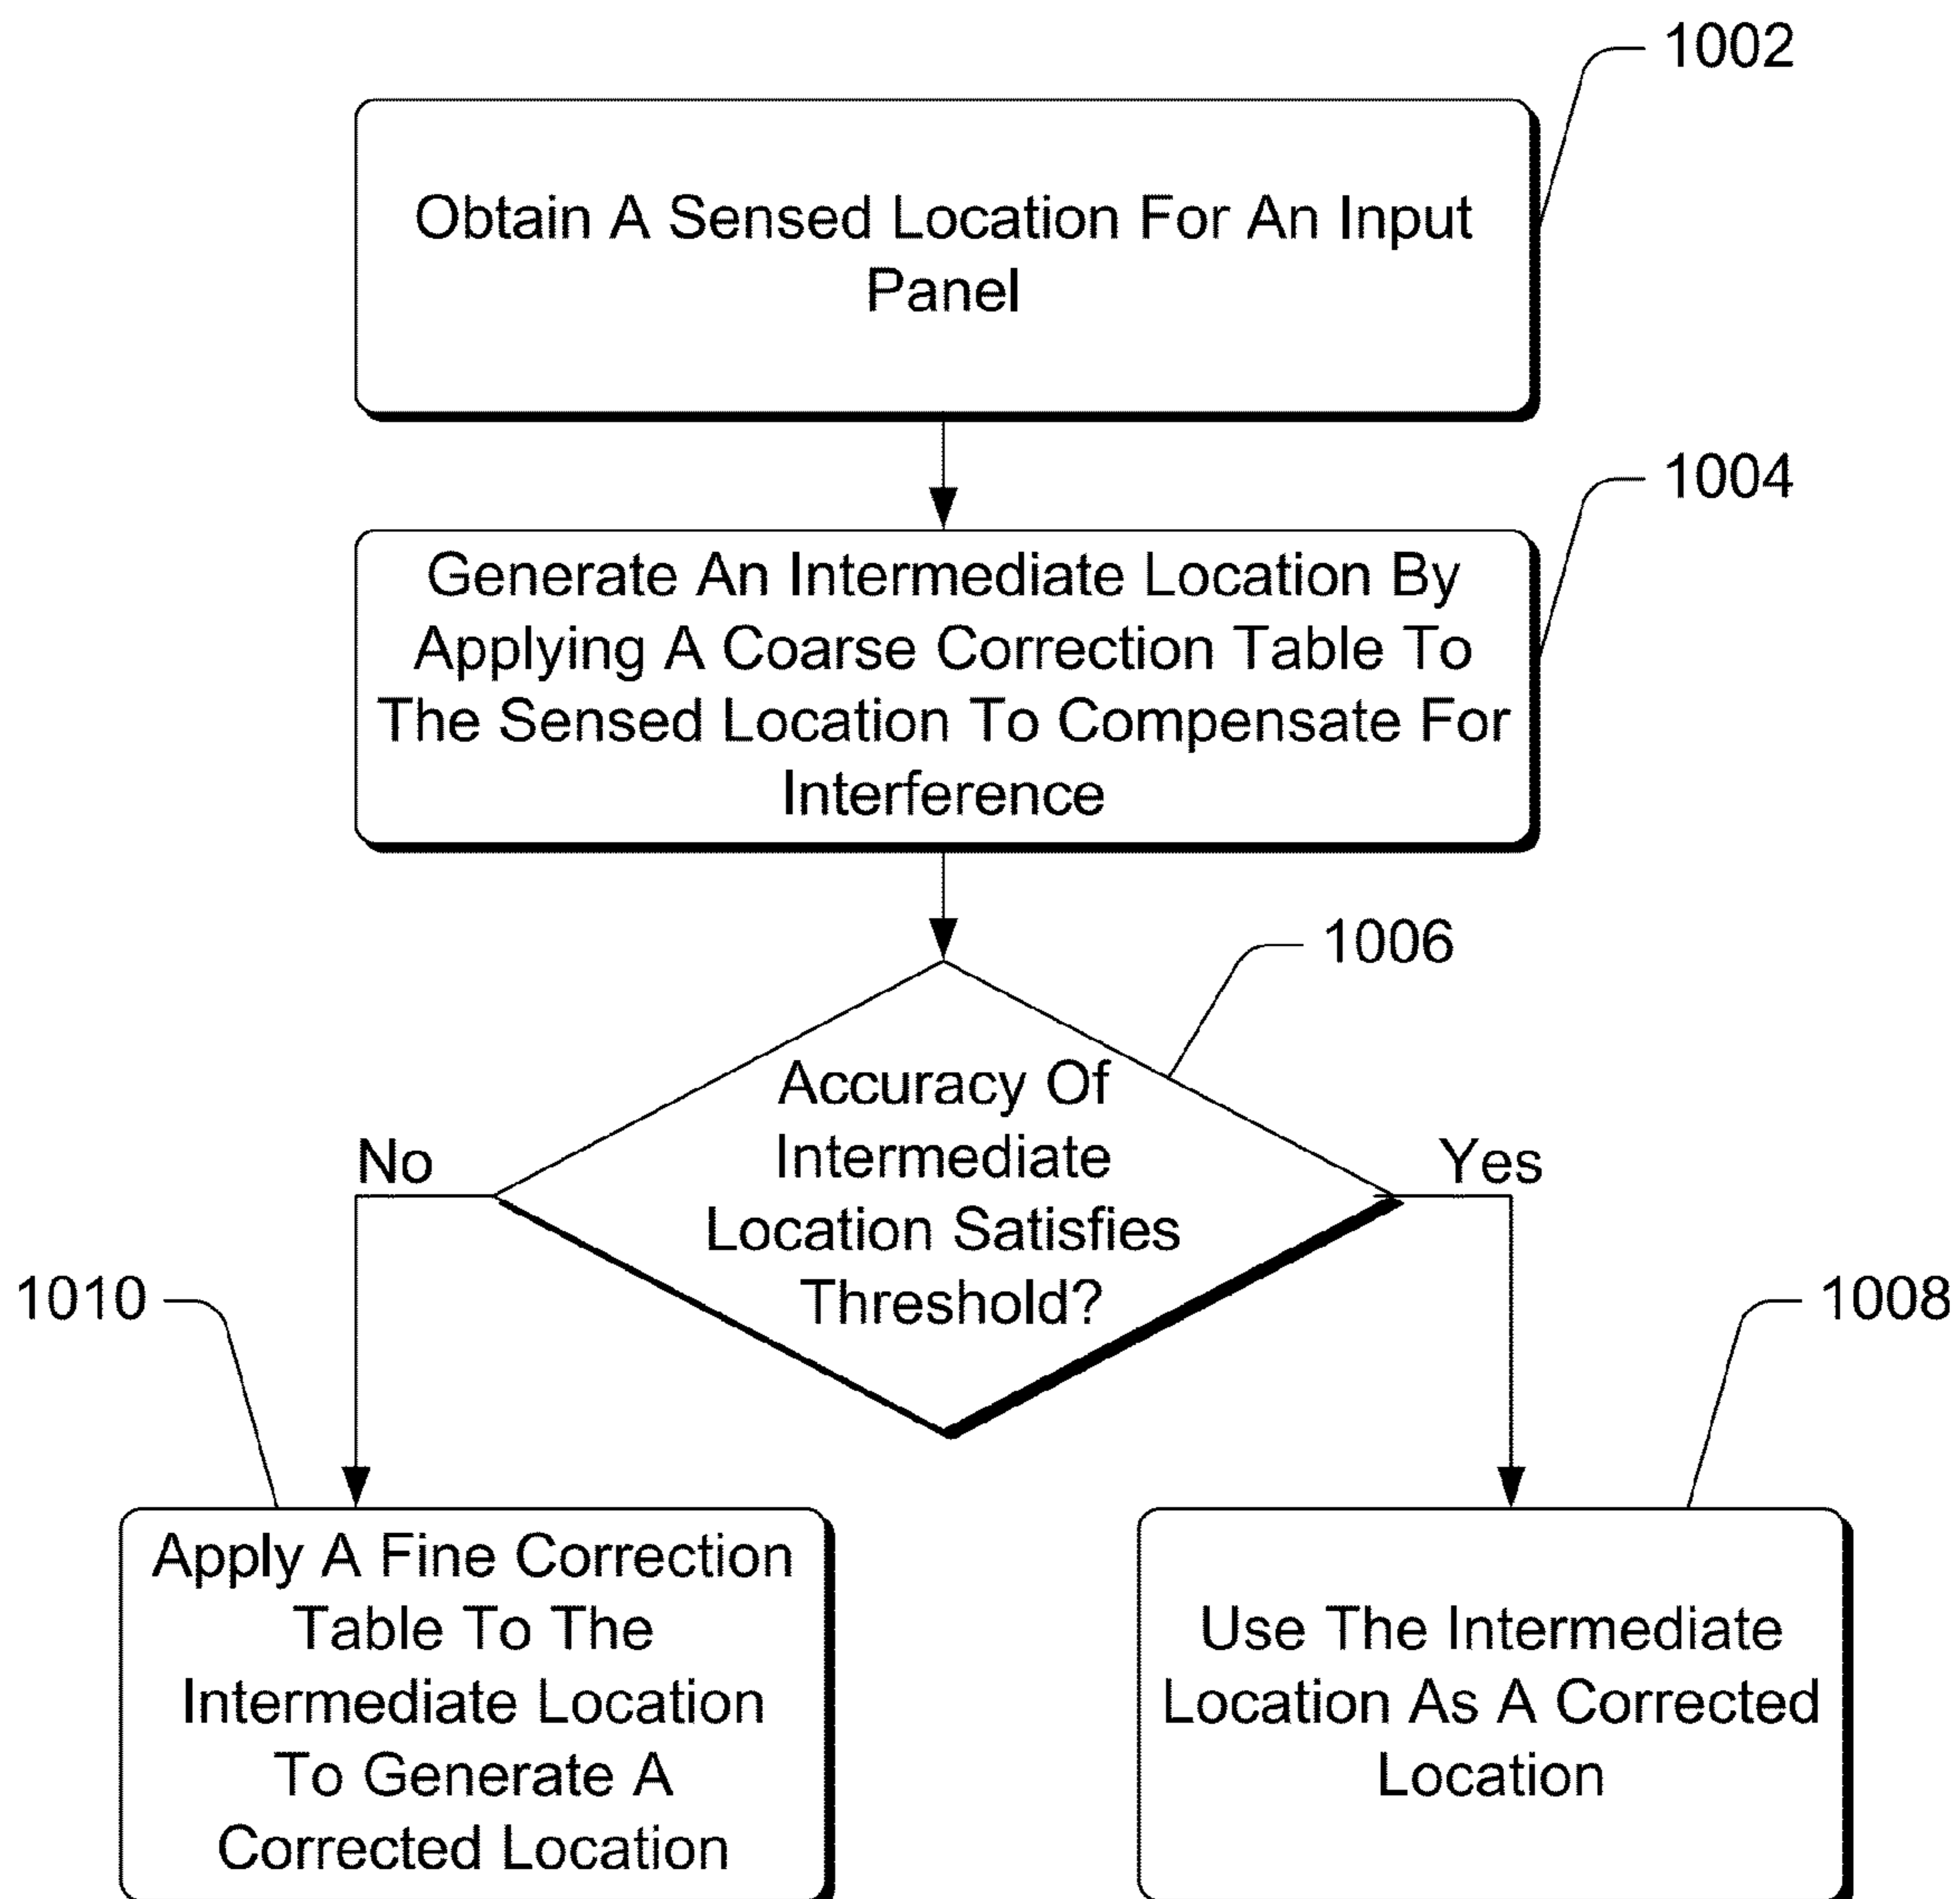 1002
Obtain A Sensed Location For An Input
Panel
1004
Generate An Intermediate Location By
Applying A Coarse Correction Table To
The Sensed Location To Compensate For
Interference
1006
Accuracy Of
Intermediate
Location Satisfies
Threshold?
No
Yes
1010
1008
Apply A Fine Correction
Table To The
Intermediate Location
To Generate A
Corrected Location
Use The Intermediate
Location As A Corrected
Location